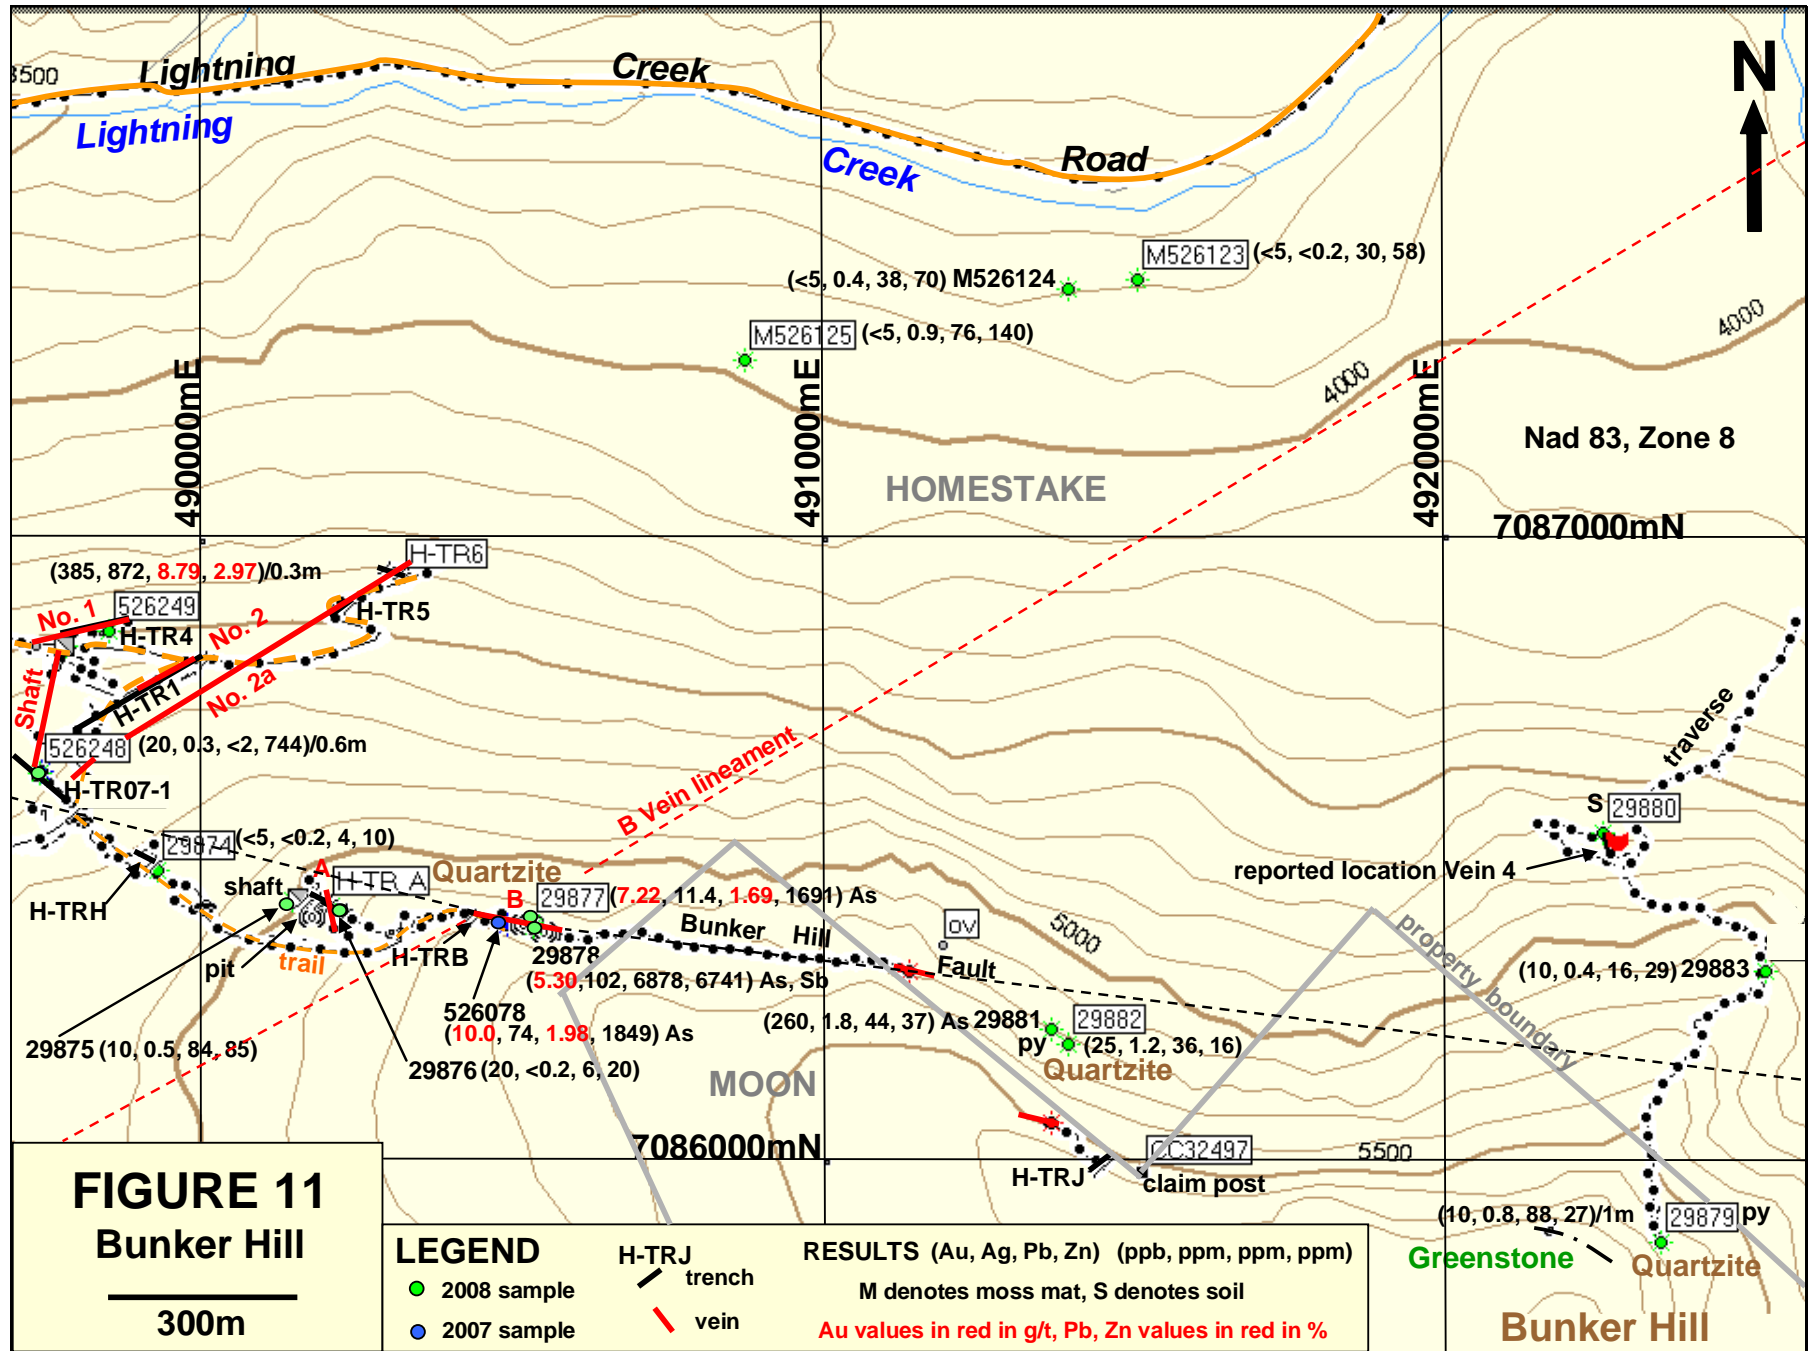 3500
Lightning Creek Road
Lightning Creek
N
M526123 (<5, <0.2, 30, 58)
(<5, 0.4, 38, 70) M526124
M526125 (<5, 0.9, 76, 140)
4000
4000
490000mE
491000mE
492000mE
Nad 83, Zone 8
HOMESTAKE
7087000mN
H-TR6
(385, 872, 8.79, 2.97)/0.3m
526249
No. 1
H-TR4
H-TR5
No. 2
H-TR1
No. 2a
Shaft
526248 (20, 0.3, <2, 744)/0.6m
H-TR07-1
B Vein lineament
traverse
S 29880
reported location Vein 4
29874 (<5, <0.2, 4, 10)
H-TRH
shaft
A
H-TR A
Quartzite
B
29877 (7.22, 11.4, 1.69, 1691) As
pit
trail
H-TRB
29878
(5.30,102, 6878, 6741) As, Sb
Bunker Hill Fault
ov
5000
property boundary
(10, 0.4, 16, 29) 29883
526078
(10.0, 74, 1.98, 1849) As
(260, 1.8, 44, 37) As 29881
29882
py (25, 1.2, 36, 16)
Quartzite
29875 (10, 0.5, 84, 85)
29876 (20, <0.2, 6, 20)
MOON
7086000mN
H-TRJ
CC32497
claim post
5500
(10, 0.8, 88, 27)/1m
29879 py
Greenstone
Quartzite
Bunker Hill
FIGURE 11
Bunker Hill
300m
LEGEND
2008 sample
2007 sample
H-TRJ
trench
vein
RESULTS (Au, Ag, Pb, Zn) (ppb, ppm, ppm, ppm)
M denotes moss mat, S denotes soil
Au values in red in g/t, Pb, Zn values in red in %